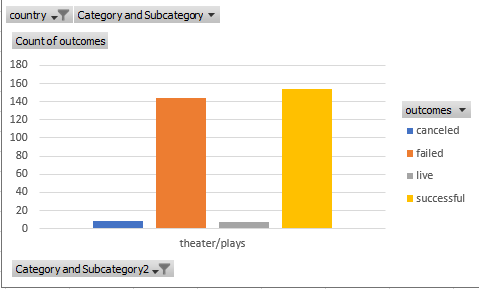 country
Category and Subcategory
Count of outcomes
180
160
140
120
100
80
60
40
20
0
theater/plays
outcomes
canceled
failed
live
successful
Category and Subcategory2